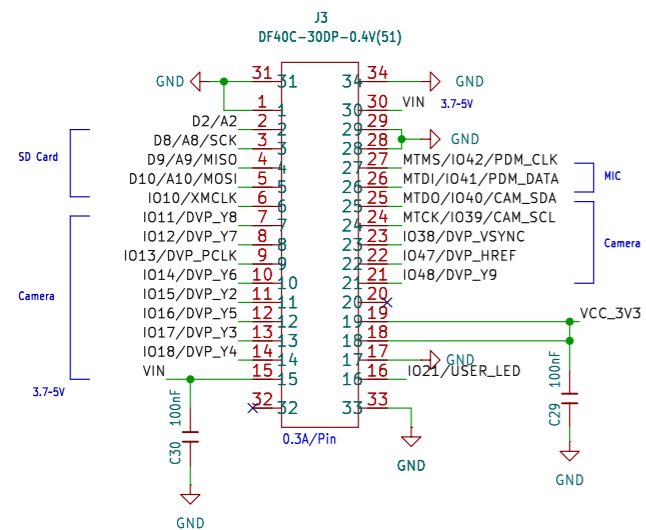 J3
DF40C-30DP-0.4V(51)
GND 31 31 34 34 GND
1 1 30 30 VIN 3.7-5V
D2/A2 2 2 29 29
D8/A8/SCK 3 3 28 28 GND
SD Card D9/A9/MISO 4 4 27 27 MTMS/IO42/PDM_CLK
D10/A10/MOSI 5 5 26 26 MTDI/IO41/PDM_DATA MIC
IO10/XMCLK 6 6 25 25 MTDO/IO40/CAM_SDA
IO11/DVP_Y8 7 7 24 24 MTCK/IO39/CAM_SCL
IO12/DVP_Y7 8 8 23 23 IO38/DVP_VSYNC Camera
IO13/DVP_PCLK 9 9 22 22 IO47/DVP_HREF
IO14/DVP_Y6 10 10 21 21 IO48/DVP_Y9
Camera IO15/DVP_Y2 11 11 20 20
IO16/DVP_Y5 12 12 19 19 VCC_3V3
IO17/DVP_Y3 13 13 18 18
IO18/DVP_Y4 14 14 17 17 GND
VIN 15 15 16 16 IO21/USER_LED
3.7-5V
32 32 33 33
C30 100nF
0.3A/Pin
C29 100nF
GND
GND
GND